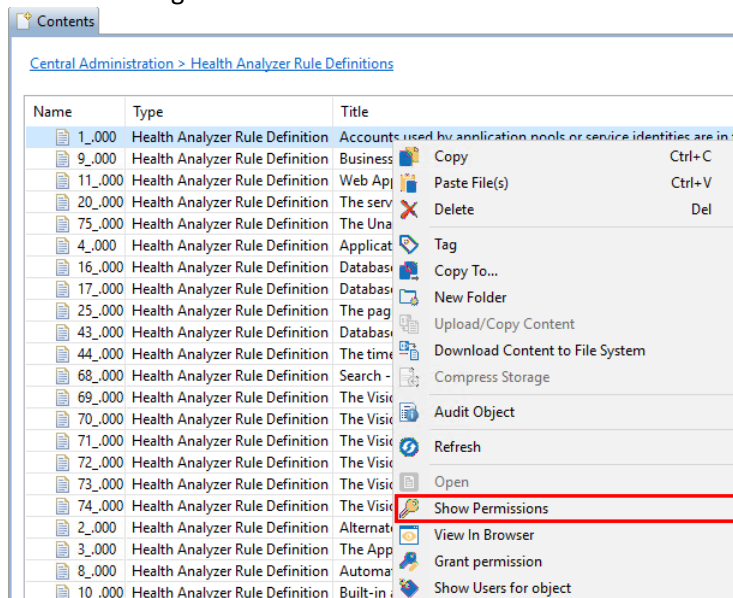 Contents
Central Administration > Health Analyzer Rule Definitions
Name Type Title
1_.000 Health Analyzer Rule Definition Accounts used by application pools or service identities are in
9_.000 Health Analyzer Rule Definition Business
11_.000 Health Analyzer Rule Definition Web Ap
20_.000 Health Analyzer Rule Definition The serv
75_.000 Health Analyzer Rule Definition The Una
4_.000 Health Analyzer Rule Definition Applicat
16_.000 Health Analyzer Rule Definition Databas
17_.000 Health Analyzer Rule Definition Databas
25_.000 Health Analyzer Rule Definition The pag
43_.000 Health Analyzer Rule Definition Databas
44_.000 Health Analyzer Rule Definition The time
68_.000 Health Analyzer Rule Definition Search -
69_.000 Health Analyzer Rule Definition The Visi
70_.000 Health Analyzer Rule Definition The Visi
71_.000 Health Analyzer Rule Definition The Visi
72_.000 Health Analyzer Rule Definition The Visi
73_.000 Health Analyzer Rule Definition The Visi
74_.000 Health Analyzer Rule Definition The Visi
2_.000 Health Analyzer Rule Definition Alternat
3_.000 Health Analyzer Rule Definition The App
8_.000 Health Analyzer Rule Definition Automa
10_.000 Health Analyzer Rule Definition Built-in
Copy Ctrl+C
Paste File(s) Ctrl+V
Delete Del
Tag
Copy To...
New Folder
Upload/Copy Content
Download Content to File System
Compress Storage
Audit Object
Refresh
Open
Show Permissions
View In Browser
Grant permission
Show Users for object